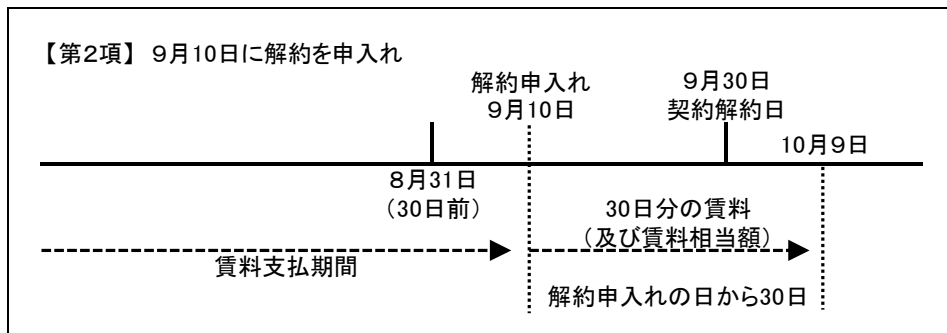 【第2項】 9月10日に解約を申入れ
解約申入れ
9月10日
9月30日
契約解約日
10月9日
8月31日
(30日前)
30日分の賃料
(及び賃料相当額)
賃料支払期間
解約申入れの日から30日